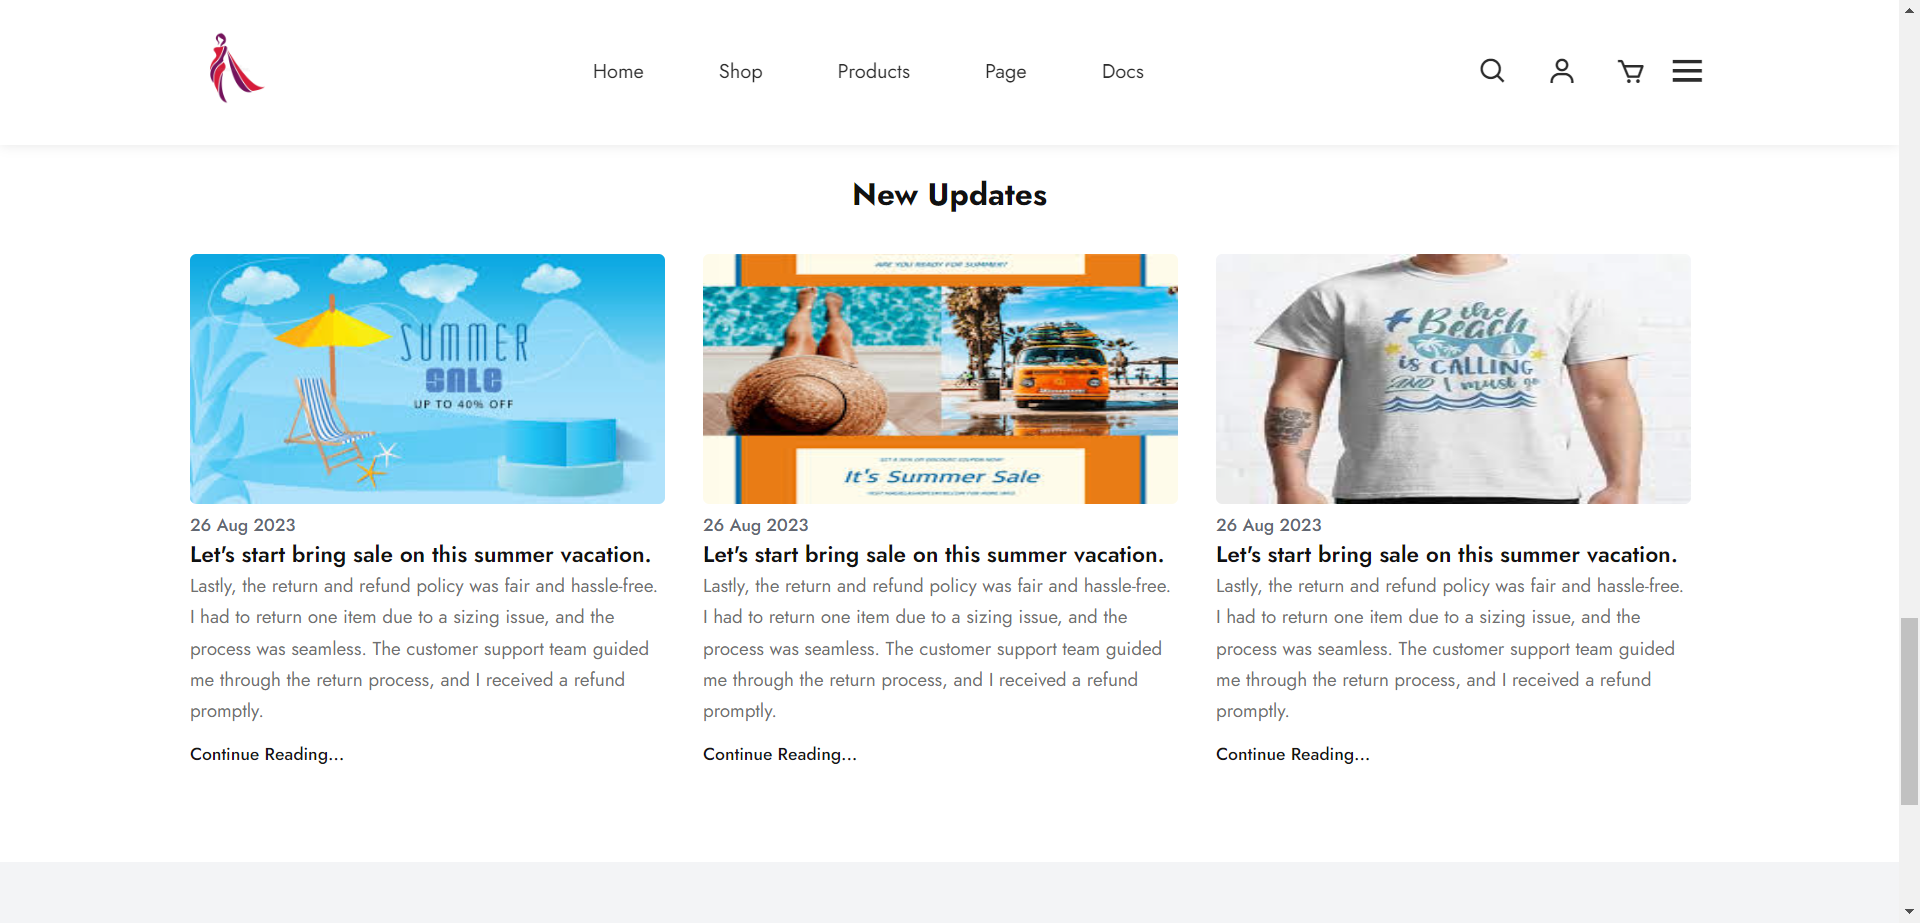 Home
Shop
Products
Page
Docs
New Updates
SUMMER
SALE
UP TO 40% OFF
ARE YOU READY FOR SUMMER?
It's Summer Sale
the
Beach
is CALLING
AND I must go
26 Aug 2023
Let's start bring sale on this summer vacation.
Lastly, the return and refund policy was fair and hassle-free.
I had to return one item due to a sizing issue, and the
process was seamless. The customer support team guided
me through the return process, and I received a refund
promptly.
Continue Reading...
26 Aug 2023
Let's start bring sale on this summer vacation.
Lastly, the return and refund policy was fair and hassle-free.
I had to return one item due to a sizing issue, and the
process was seamless. The customer support team guided
me through the return process, and I received a refund
promptly.
Continue Reading...
26 Aug 2023
Let's start bring sale on this summer vacation.
Lastly, the return and refund policy was fair and hassle-free.
I had to return one item due to a sizing issue, and the
process was seamless. The customer support team guided
me through the return process, and I received a refund
promptly.
Continue Reading...